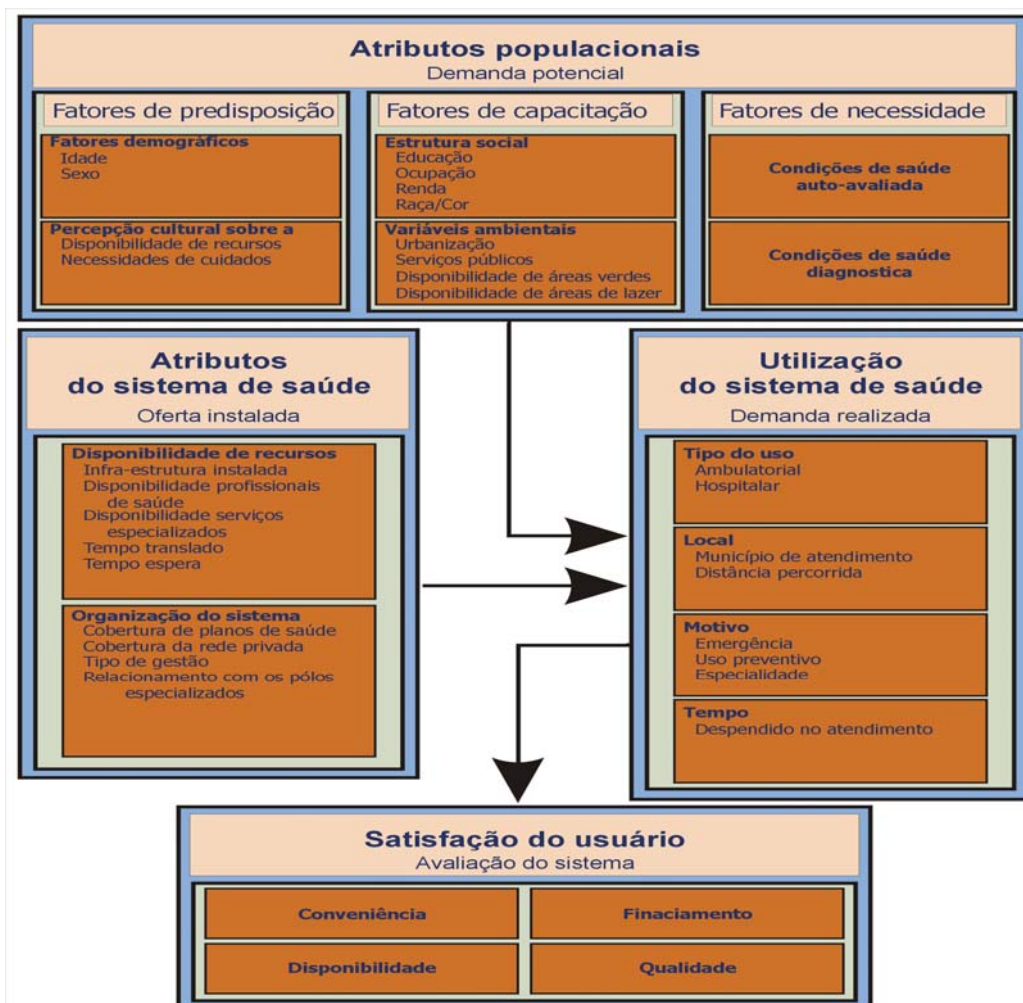 Atributos populacionais
Demanda potencial
Fatores de predisposição
Fatores demográficos
Idade
Sexo
Percepção cultural sobre a
Disponibilidade de recursos
Necessidades de cuidados
Fatores de capacitação
Estrutura social
Educação
Ocupação
Renda
Raça/Cor
Variáveis ambientais
Urbanização
Serviços públicos
Disponibilidade de áreas verdes
Disponibilidade de áreas de lazer
Fatores de necessidade
Condições de saúde
auto-avaliada
Condições de saúde
diagnostica
Atributos
do sistema de saúde
Oferta instalada
Disponibilidade de recursos
Infra-estrutura instalada
Disponibilidade profissionais
de saúde
Disponibilidade serviços
especializados
Tempo translado
Tempo espera
Organização do sistema
Cobertura de planos de saúde
Cobertura da rede privada
Tipo de gestão
Relacionamento com os pólos
especializados
Utilização
do sistema de saúde
Demanda realizada
Tipo do uso
Ambulatorial
Hospitalar
Local
Município de atendimento
Distância percorrida
Motivo
Emergência
Uso preventivo
Especialidade
Tempo
Despendido no atendimento
Satisfação do usuário
Avaliação do sistema
Conveniência
Finaciamento
Disponibilidade
Qualidade